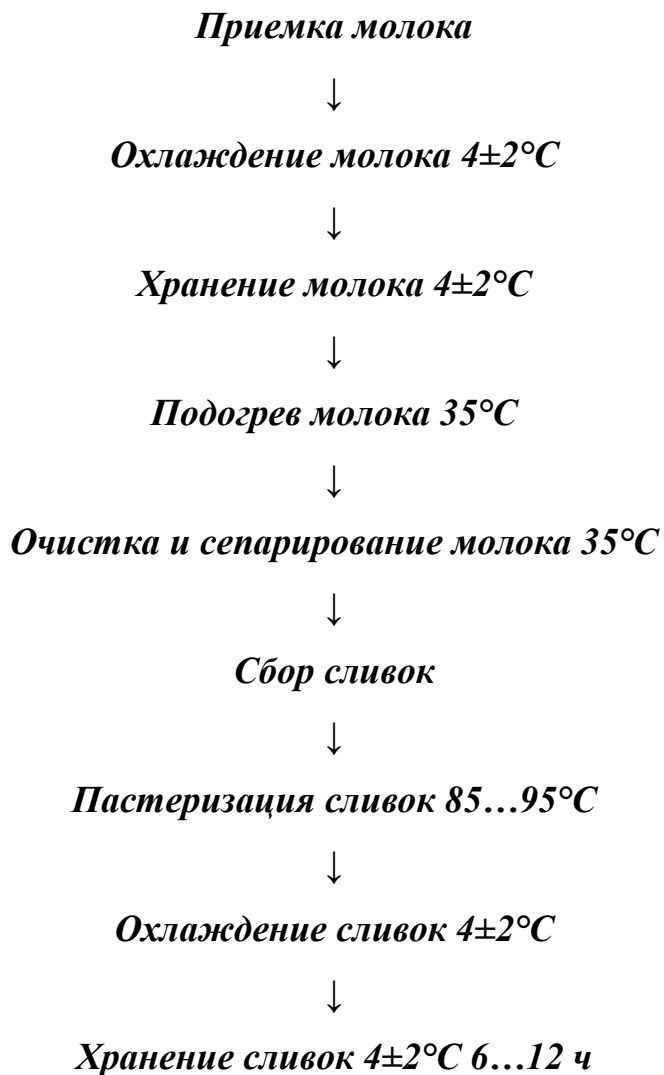 Приемка молока
↓
Охлаждение молока 4±2°С
↓
Хранение молока 4±2°С
↓
Подогрев молока 35°С
↓
Очистка и сепарирование молока 35°С
↓
Сбор сливок
↓
Пастеризация сливок 85…95°С
↓
Охлаждение сливок 4±2°С
↓
Хранение сливок 4±2°С 6…12 ч